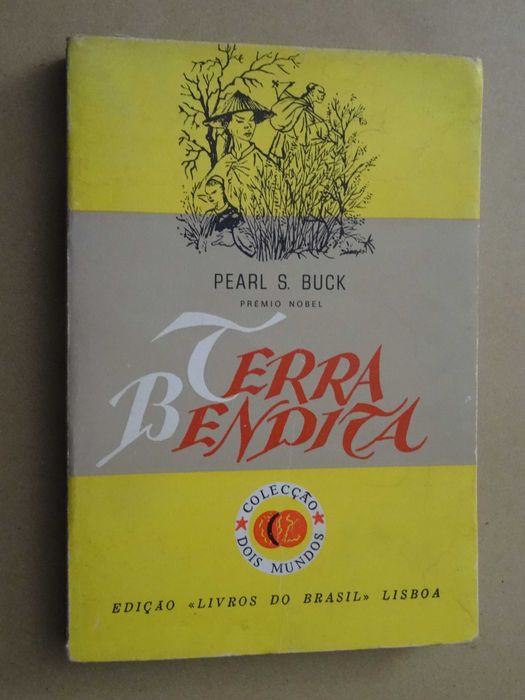 PEARL S. BUCK
PRÉMIO NOBEL
TERRA
BENDITA
COLECÇÃO
DOIS MUNDOS
EDIÇÃO «LIVROS DO BRASIL» LISBOA